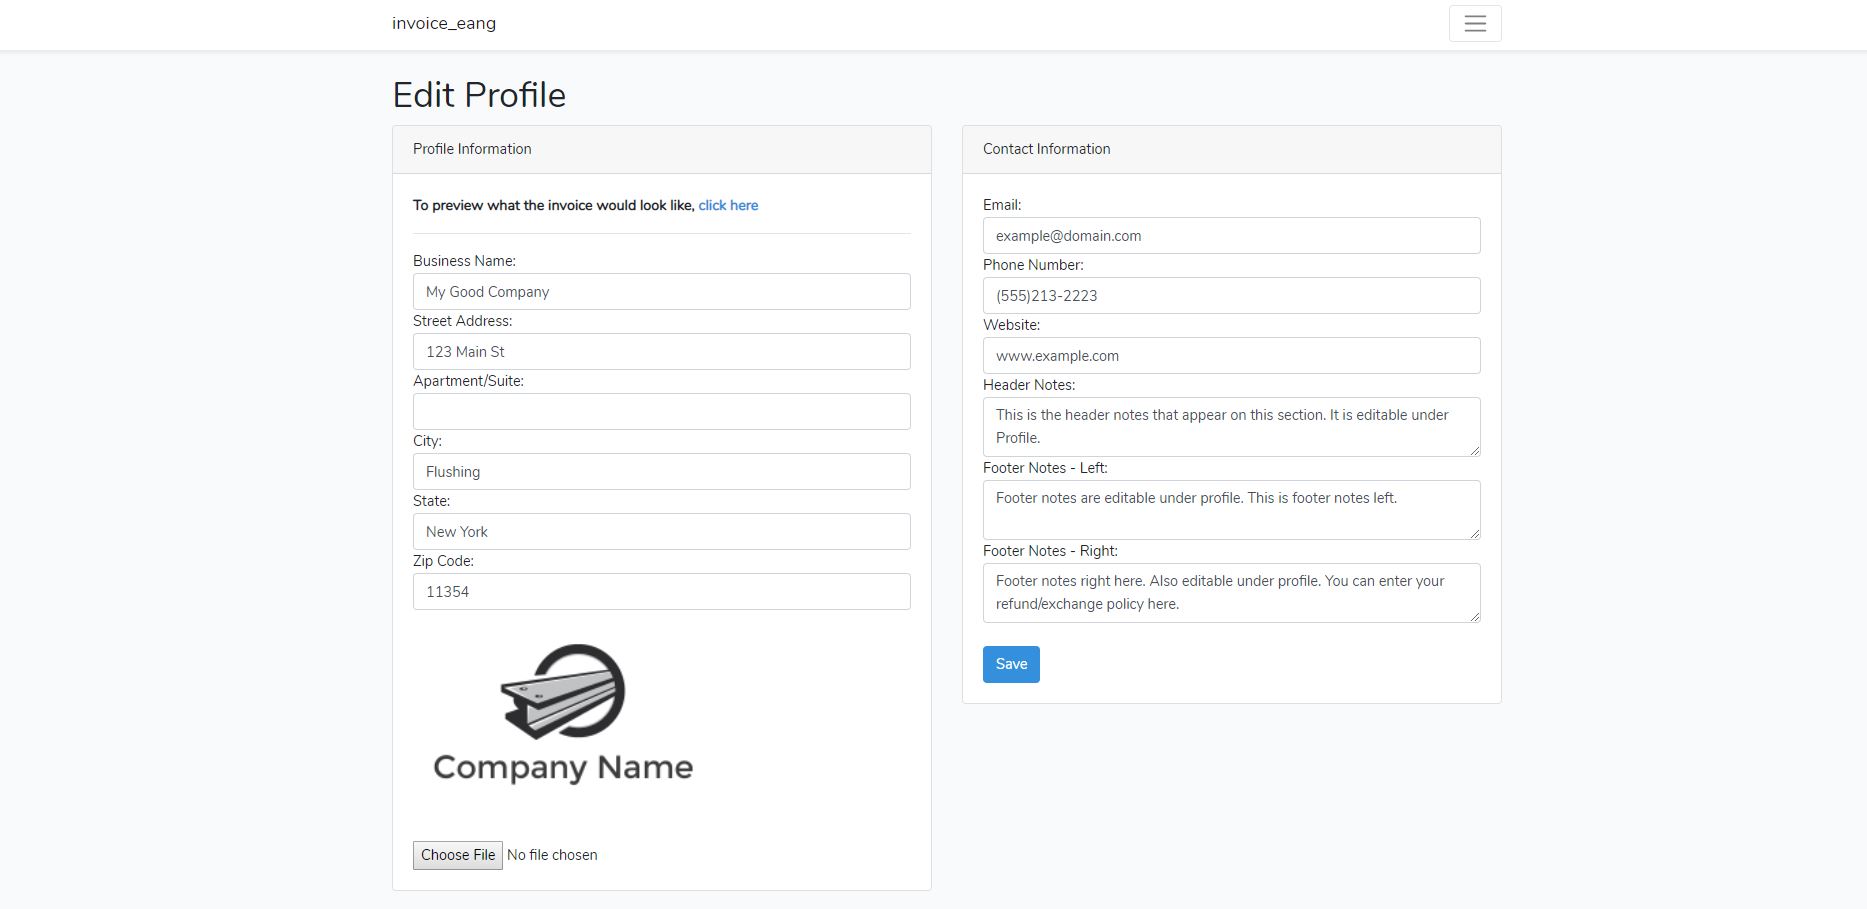 invoice_eang
Edit Profile
Profile Information
To preview what the invoice would look like, click here
Business Name:
My Good Company
Street Address:
123 Main St
Apartment/Suite:
City:
Flushing
State:
New York
Zip Code:
11354
Company Name
Choose File No file chosen
Contact Information
Email:
example@domain.com
Phone Number:
(555)213-2223
Website:
www.example.com
Header Notes:
This is the header notes that appear on this section. It is editable under
Profile.
Footer Notes - Left:
Footer notes are editable under profile. This is footer notes left.
Footer Notes - Right:
Footer notes right here. Also editable under profile. You can enter your
refund/exchange policy here.
Save